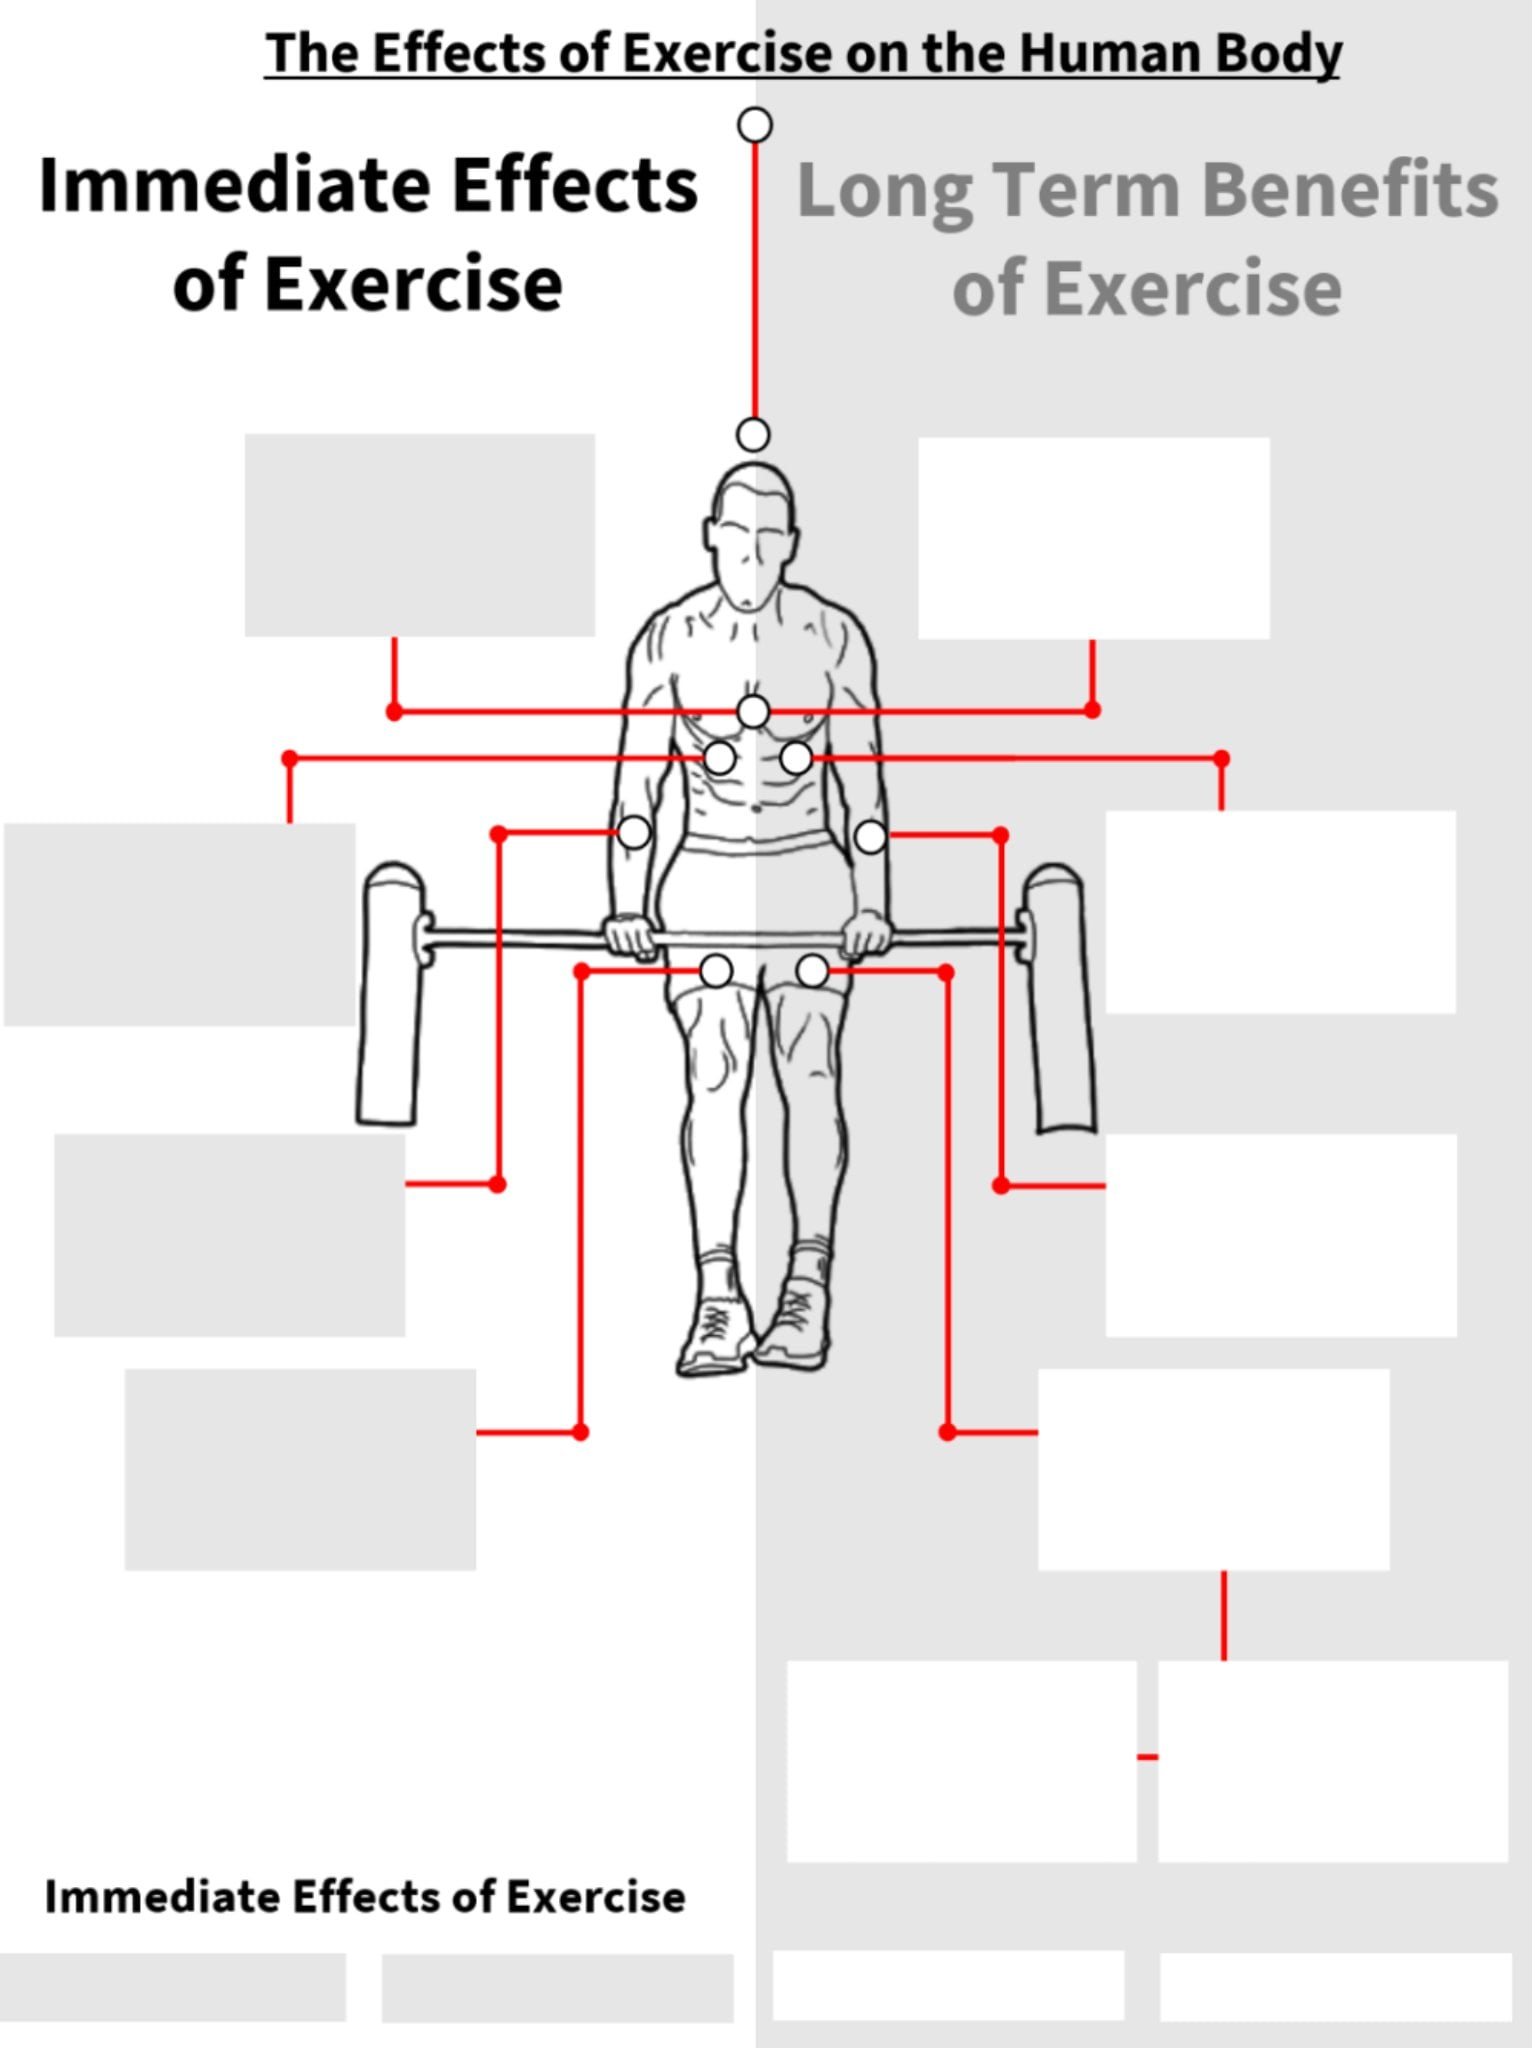 The Effects of Exercise on the Human Body
Immediate Effects
of Exercise
Long Term Benefits
of Exercise
Immediate Effects of Exercise